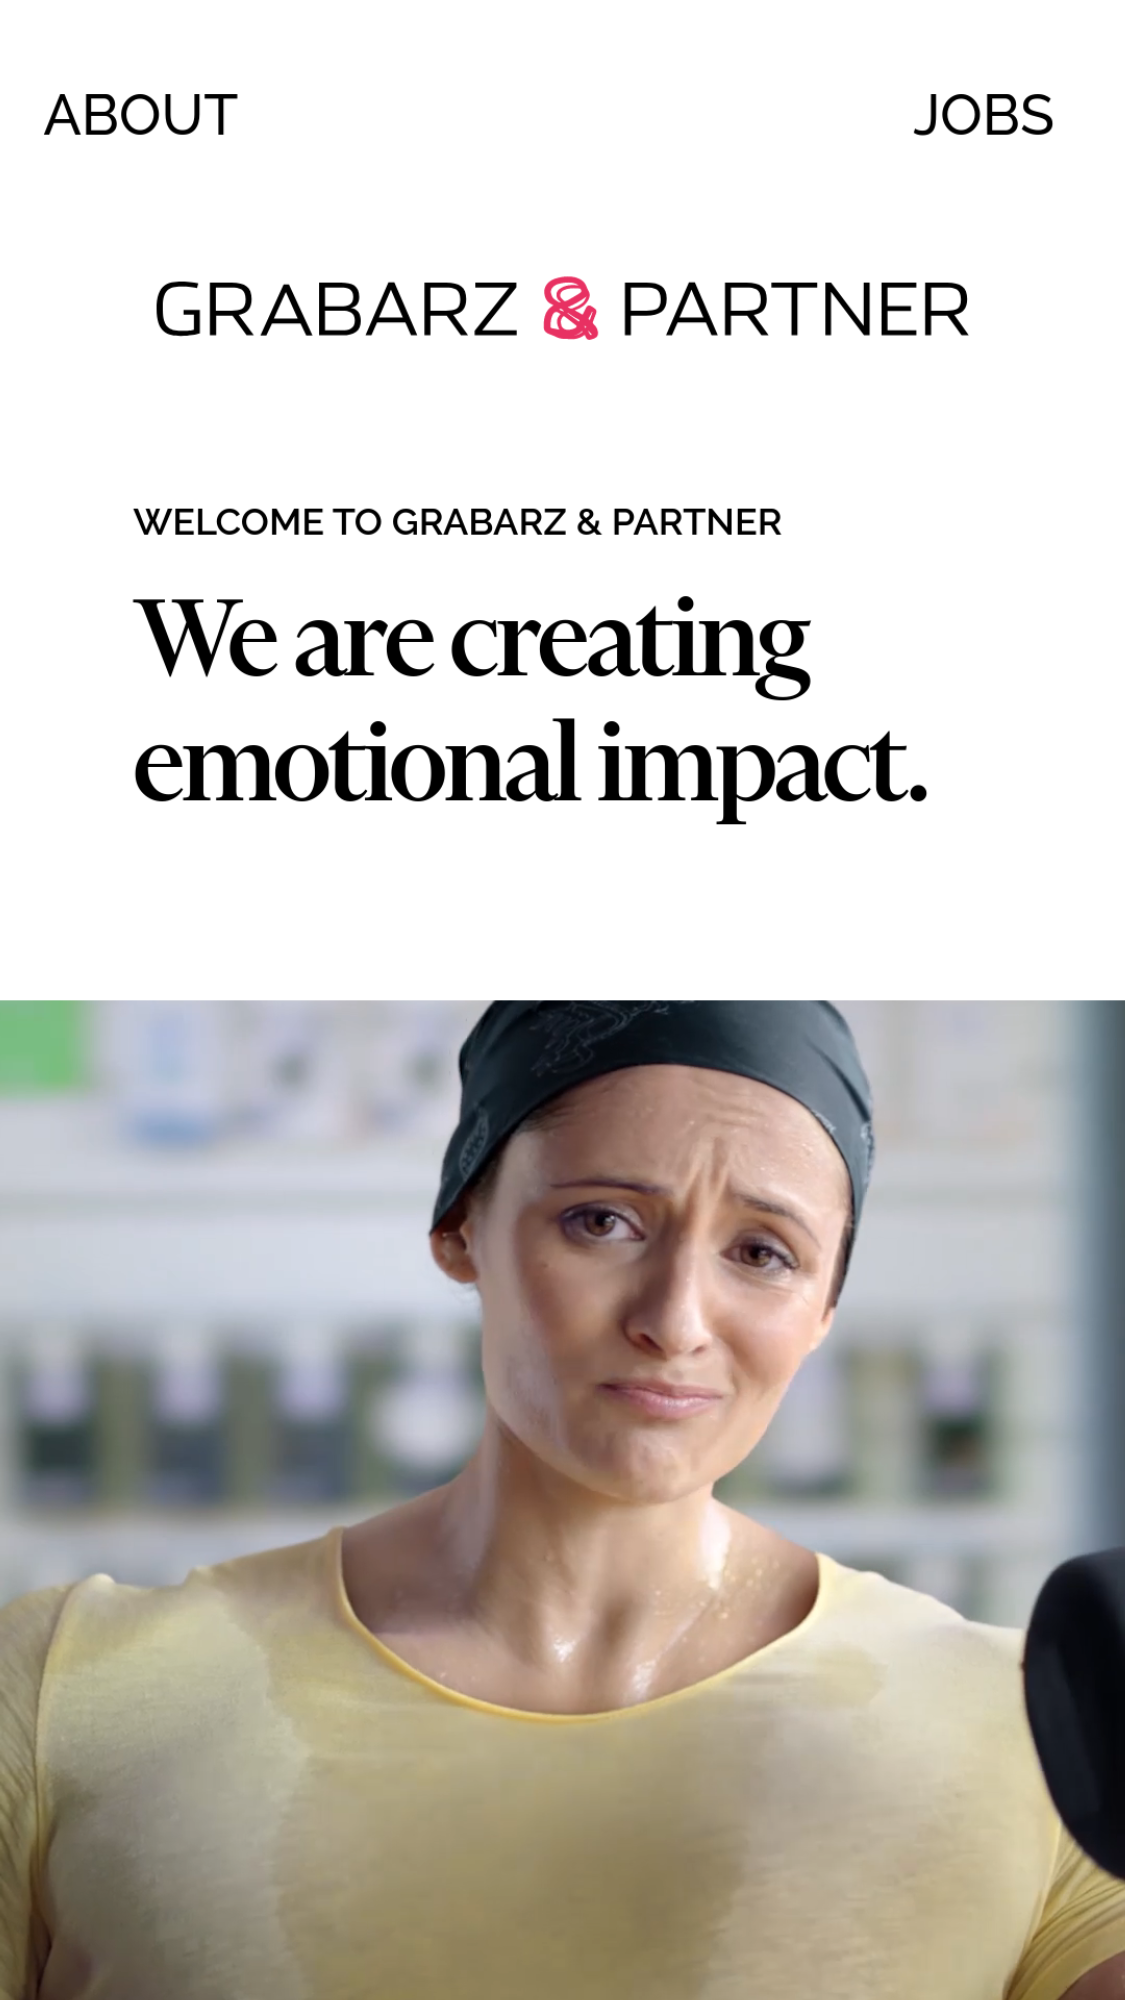 ABOUT
JOBS
GRABARZ & PARTNER
WELCOME TO GRABARZ & PARTNER
We are creating
emotional impact.